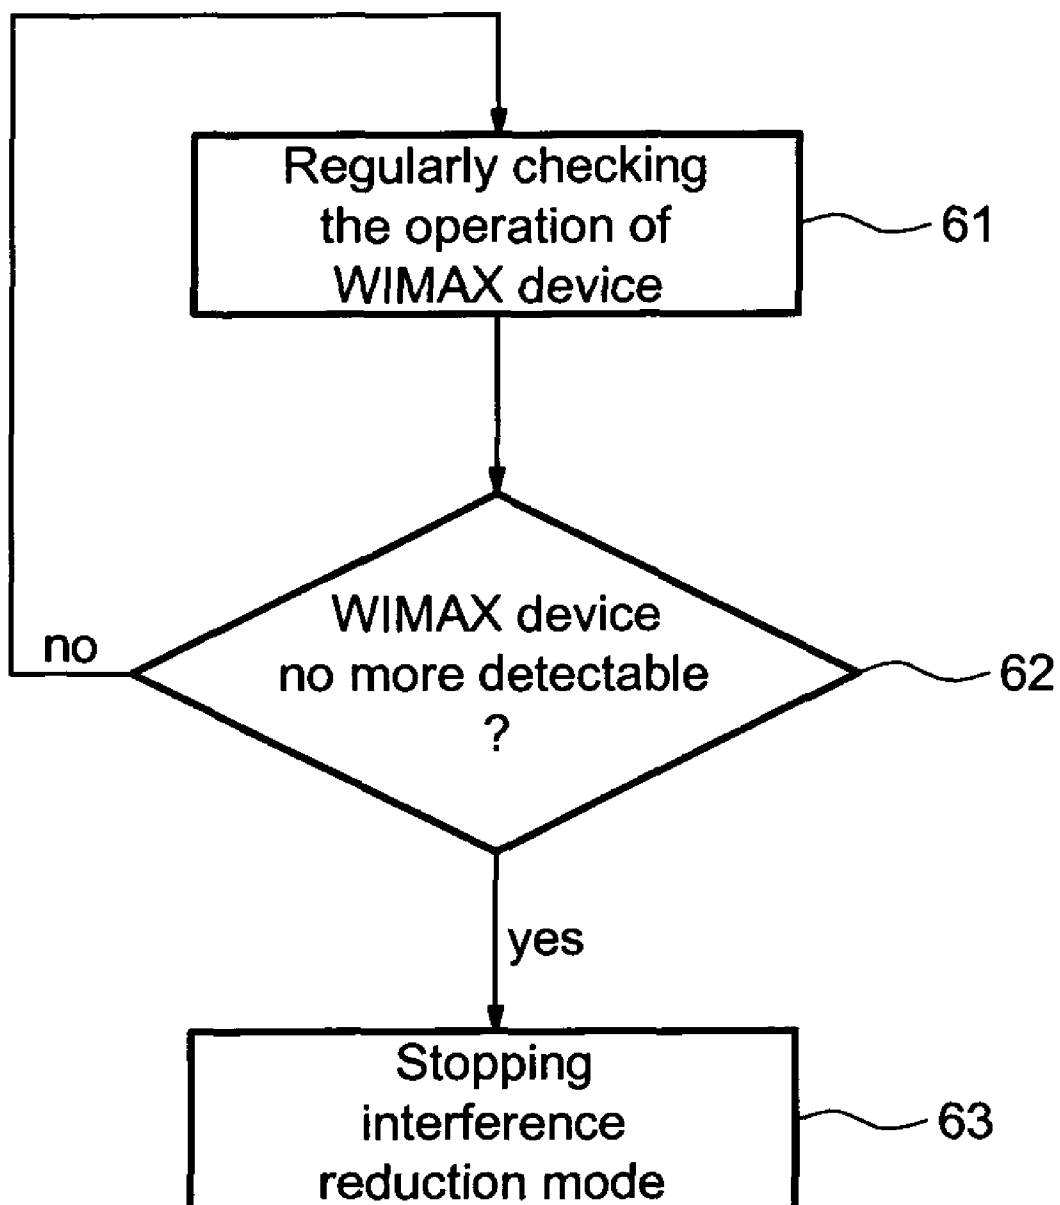 Regularly checking
the operation of
WIMAX device
61
WIMAX device
no more detectable
?
62
no
yes
Stopping
interference
reduction mode
63